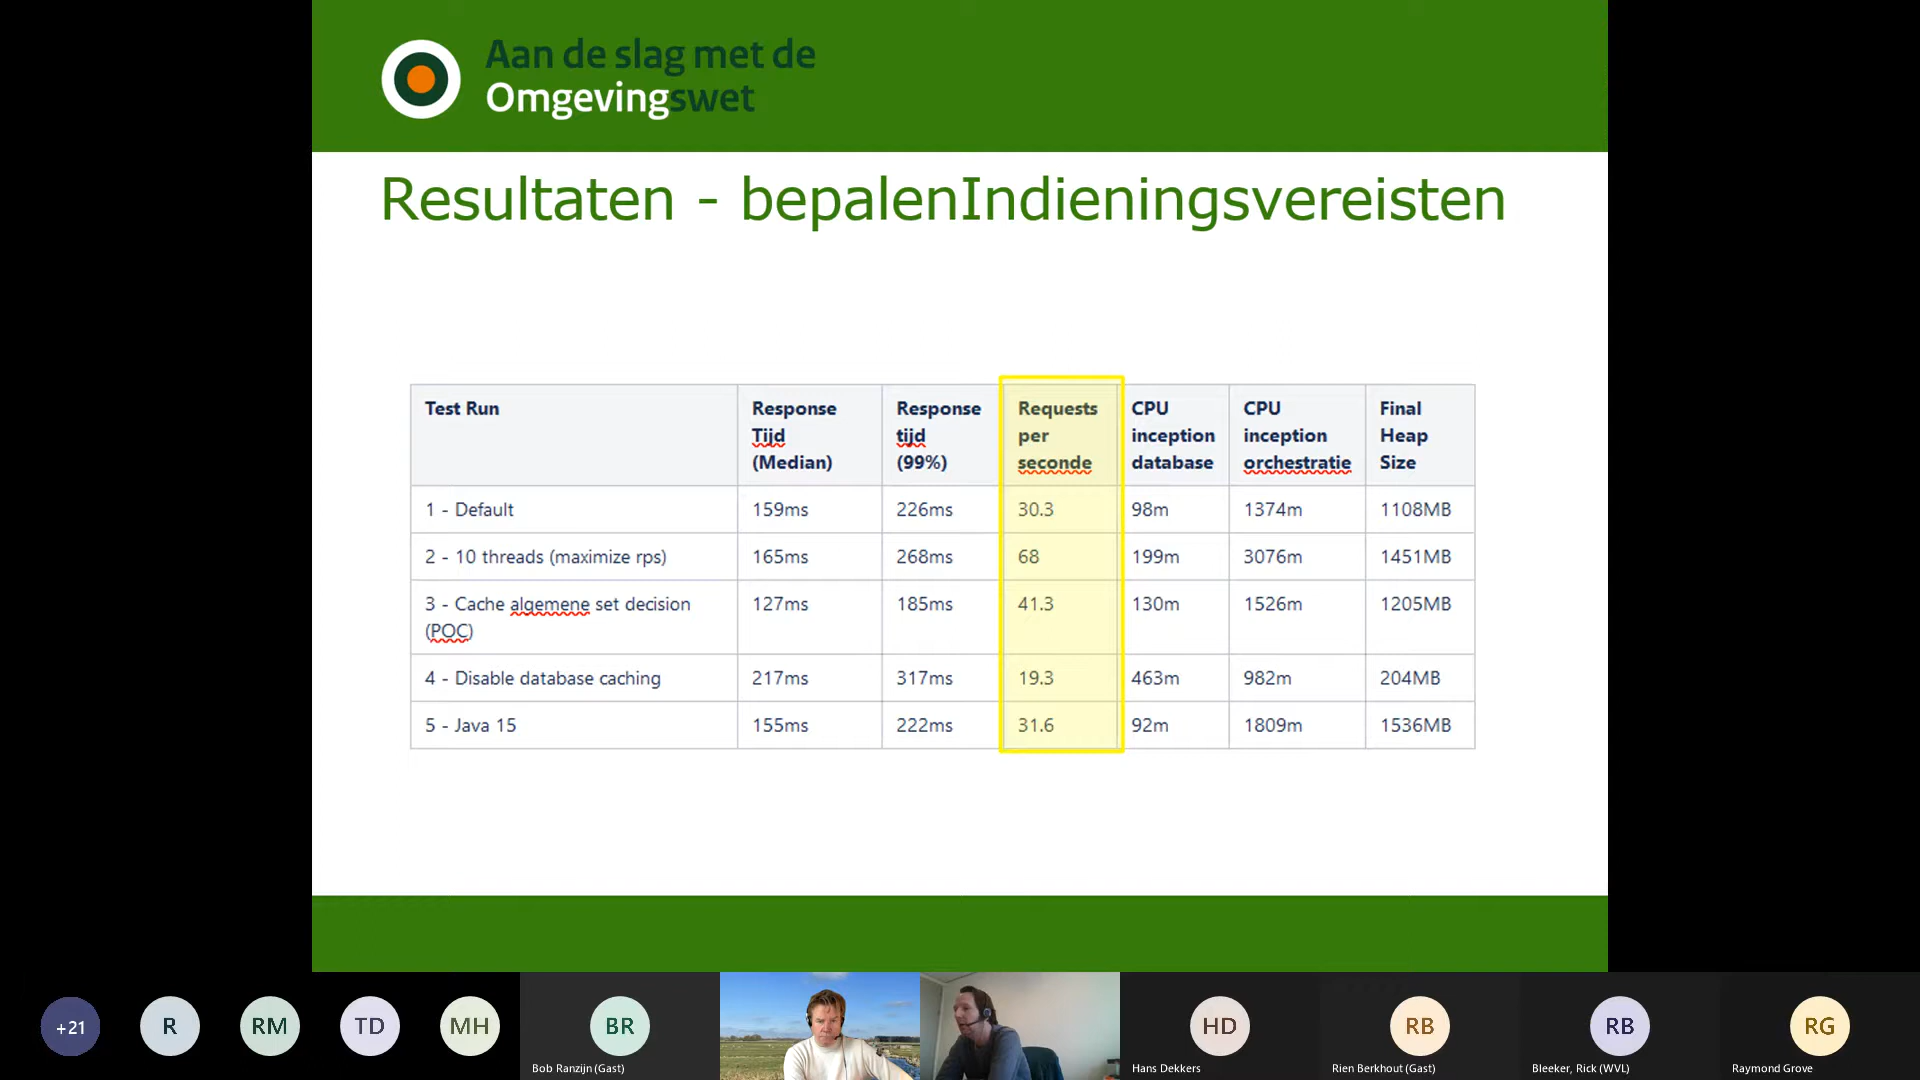 Aan de slag met de
Omgevingswet
Resultaten - bepalenIndieningsvereisten
Test Run
Response
Tijd
(Median)
Response
tijd
(99%)
Requests
per
seconde
CPU
inception
database
CPU
inception
orchestratie
Final
Heap
Size
1 - Default
159ms
226ms
30.3
98m
1374m
1108MB
2 - 10 threads (maximize rps)
165ms
268ms
68
199m
3076m
1451MB
3 - Cache algemene set decision
(POC)
127ms
185ms
41.3
130m
1526m
1205MB
4 - Disable database caching
217ms
317ms
19.3
463m
982m
204MB
5 - Java 15
155ms
222ms
31.6
92m
1809m
1536MB
+21
R
RM
TD
MH
BR
Bob Ranzijn (Gast)
HD
Hans Dekkers
RB
Rien Berkhout (Gast)
RB
Bleeker, Rick (WVL)
RG
Raymond Grove